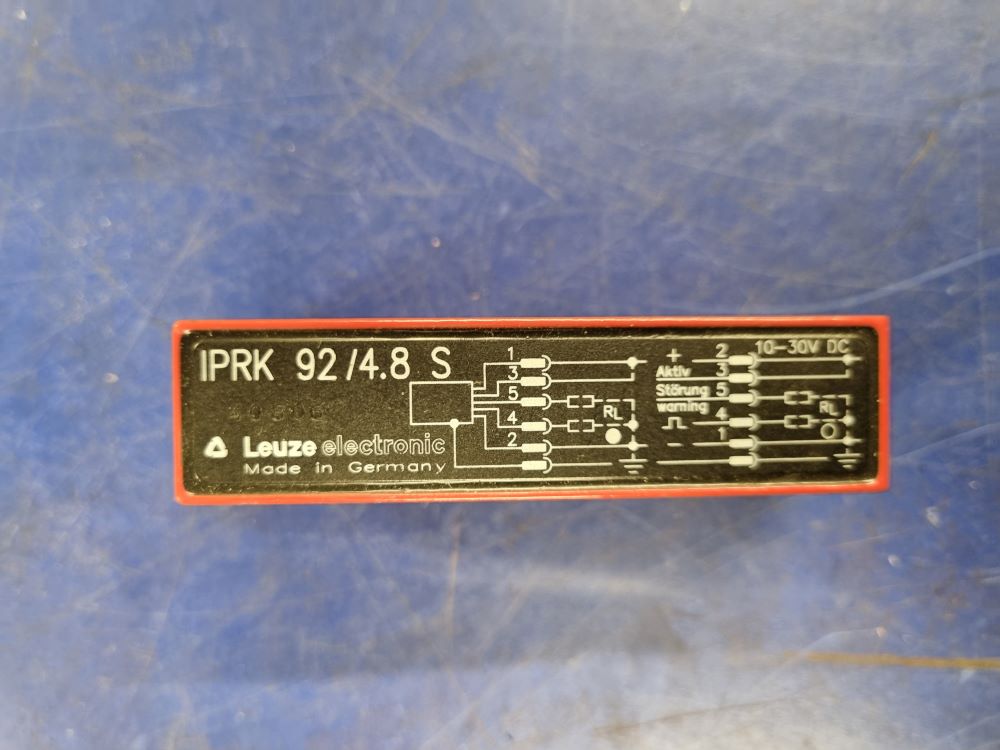 IPRK 92/4.8 S
Leuze electronic
Made in Germany
1
3
5
4
2
RL
+
Aktiv
Störung
warning
-
2
3
5
4
1
10-30V DC
RL